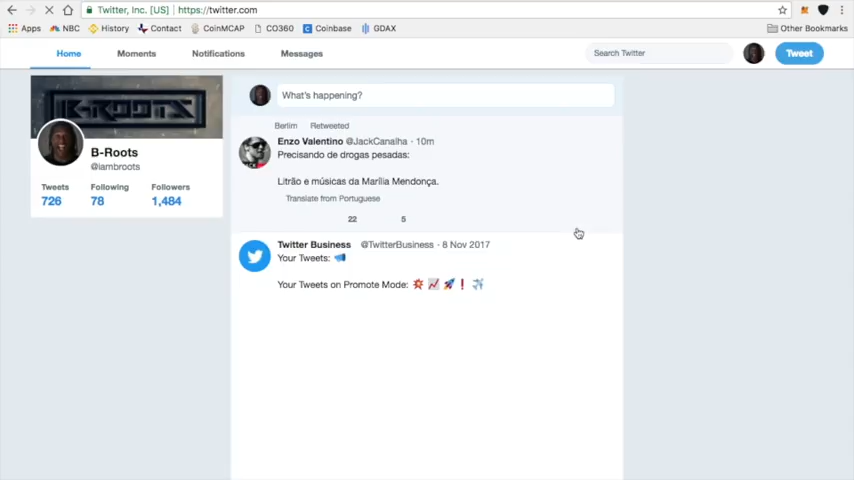 Twitter, Inc. [US] https://twitter.com
Apps NBC History Contact CoinMCAP CO360 Coinbase GDAX Other Bookmarks
Home Moments Notifications Messages Search Twitter Tweet
B-ROOTS
B-Roots
@iambroots
Tweets Following Followers
726 78 1,484
What's happening?
Berlim Retweeted
Enzo Valentino @JackCanalha · 10m
Precisando de drogas pesadas:
Litrão e músicas da Marília Mendonça.
Translate from Portuguese
22 5
Twitter Business @TwitterBusiness · 8 Nov 2017
Your Tweets: 📣
Your Tweets on Promote Mode: 💥 📈 🚀 ❗ ✈️